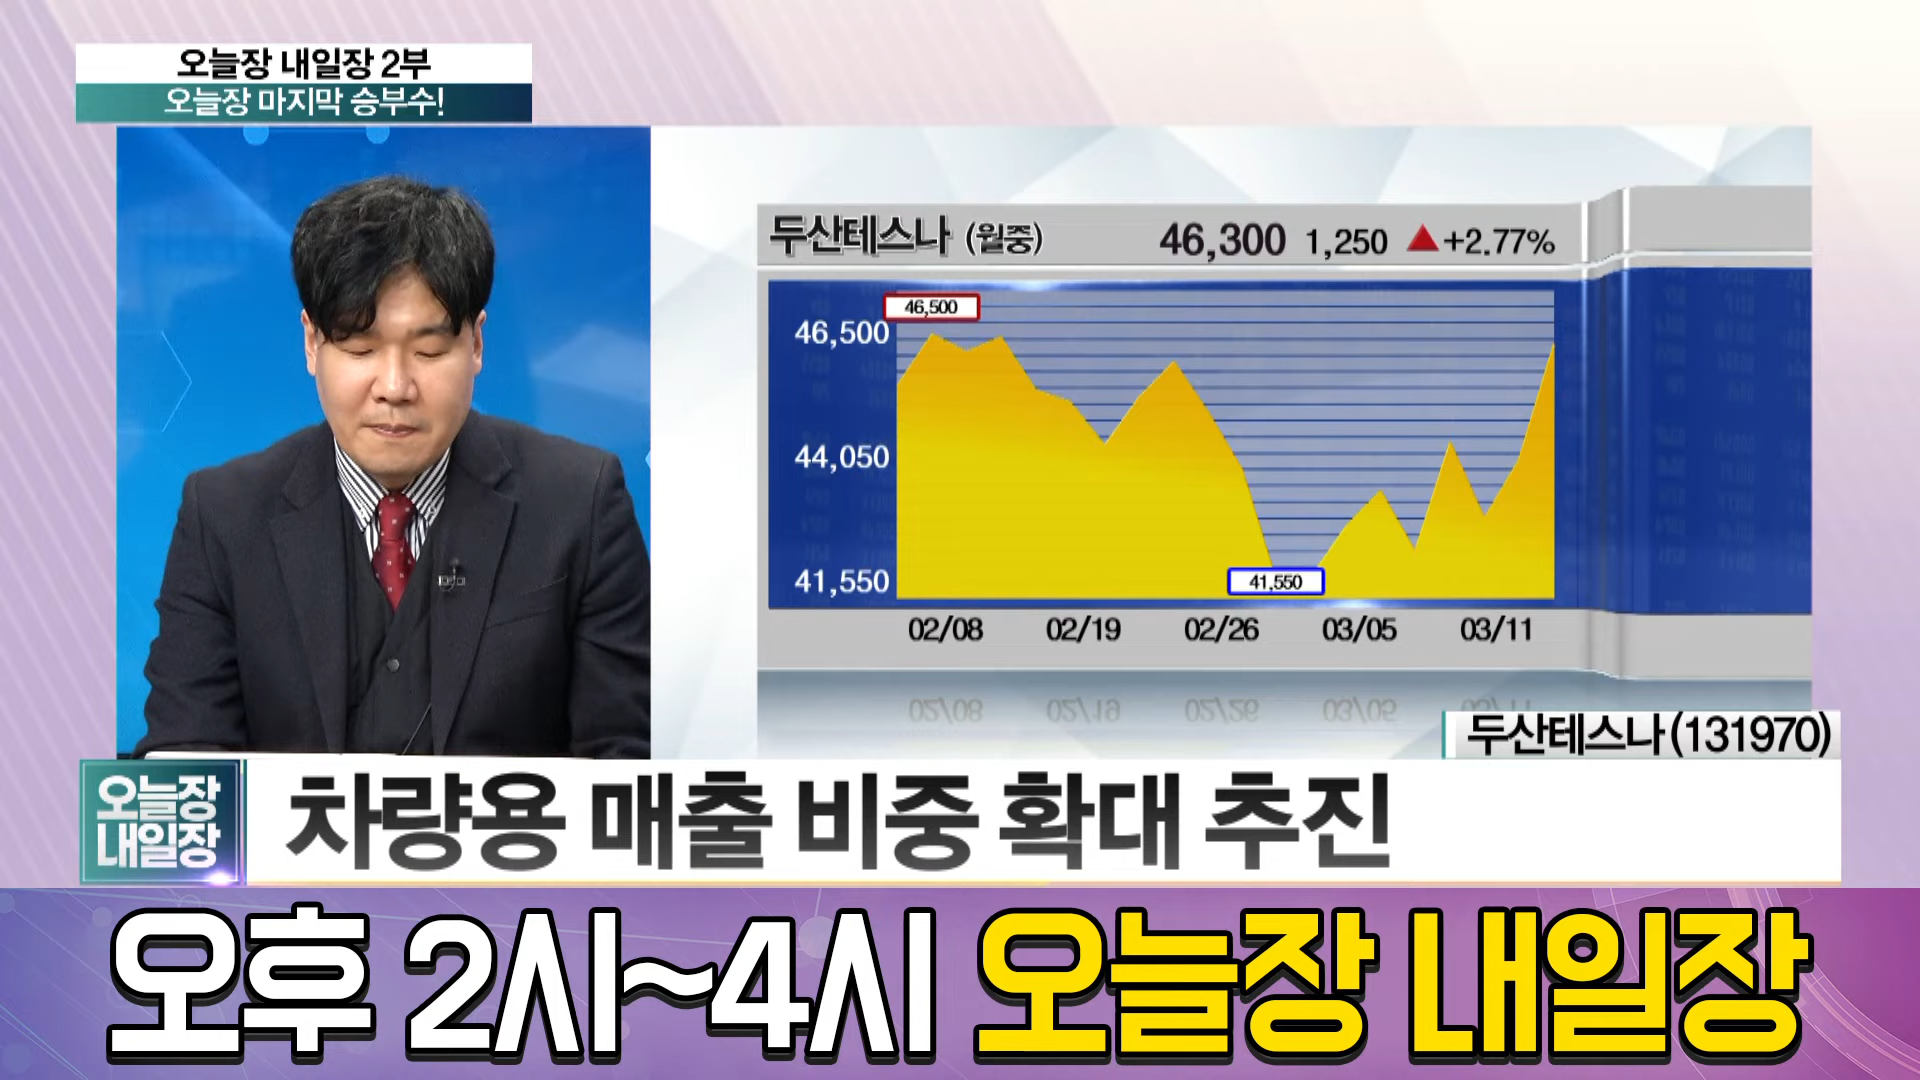 오늘장 내일장 2부
오늘장 마지막 승부수!
두산테스나 (월중) 46,300 1,250 ▲+2.77%
46,500
46,500
44,050
41,550
41,550
02/08 02/19 02/26 03/05 03/11
두산테스나(131970)
오늘장
내일장
차량용 매출 비중 확대 추진
오후 2시~4시 오늘장 내일장